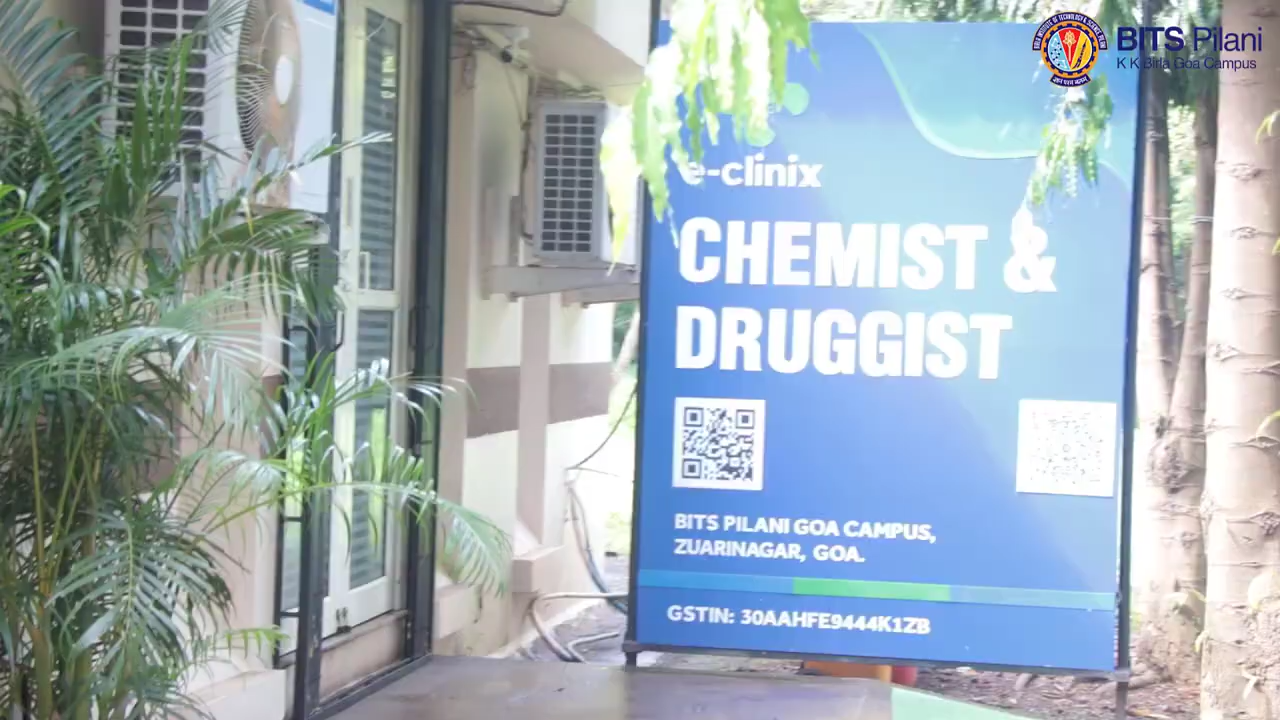 BITS Pilani
K K Birla Goa Campus
e-clinix
CHEMIST &
DRUGGIST
BITS PILANI GOA CAMPUS,
ZUARINAGAR, GOA.
GSTIN: 30AAHFE9444K1ZB